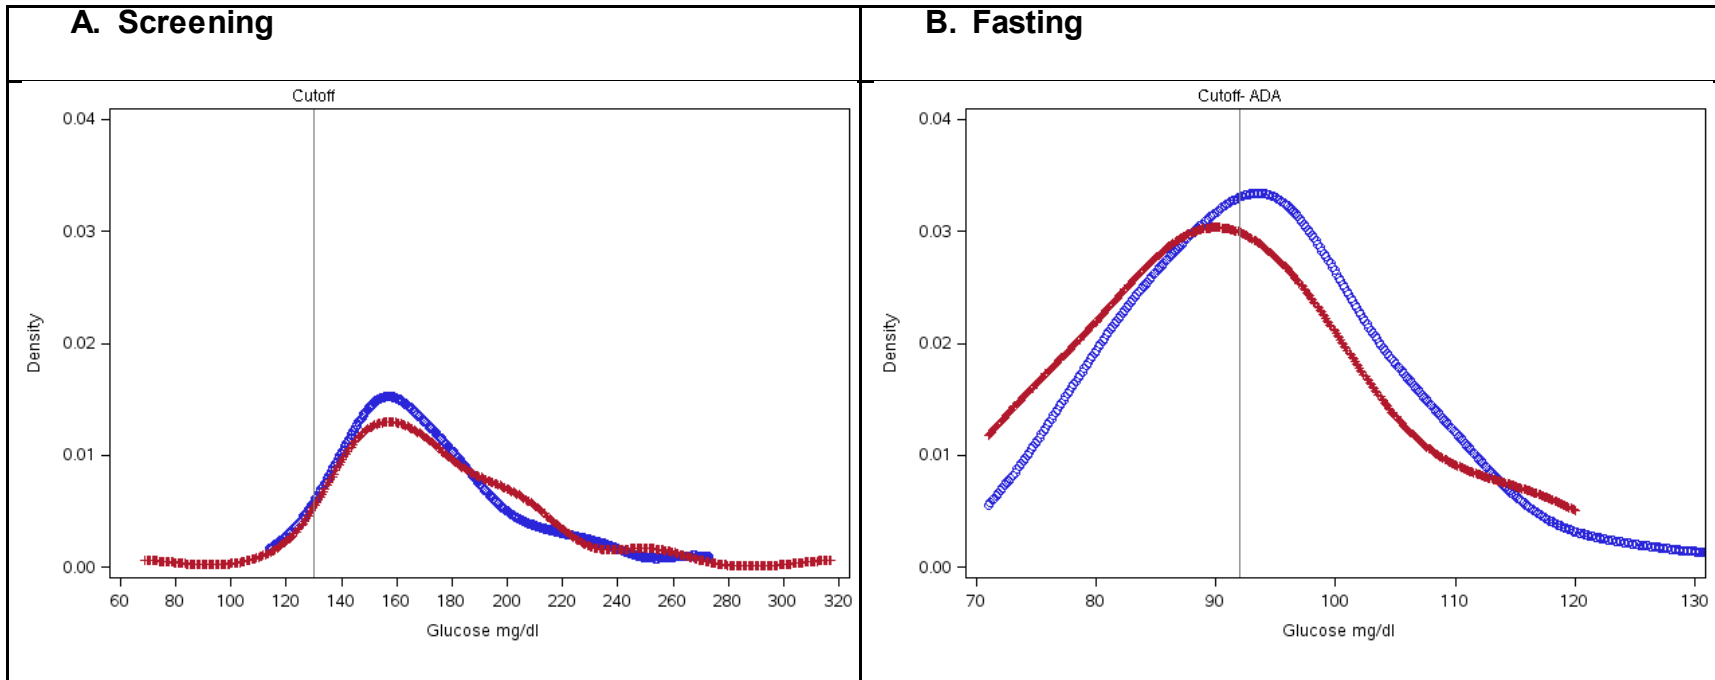 A. Screening
B. Fasting
Cutoff
0.04
0.03
0.02
0.01
0.00
Density
60 80 100 120 140 160 180 200 220 240 260 280 300 320
Glucose mg/dl
Cutoff- ADA
0.04
0.03
0.02
0.01
0.00
Density
70 80 90 100 110 120 130
Glucose mg/dl